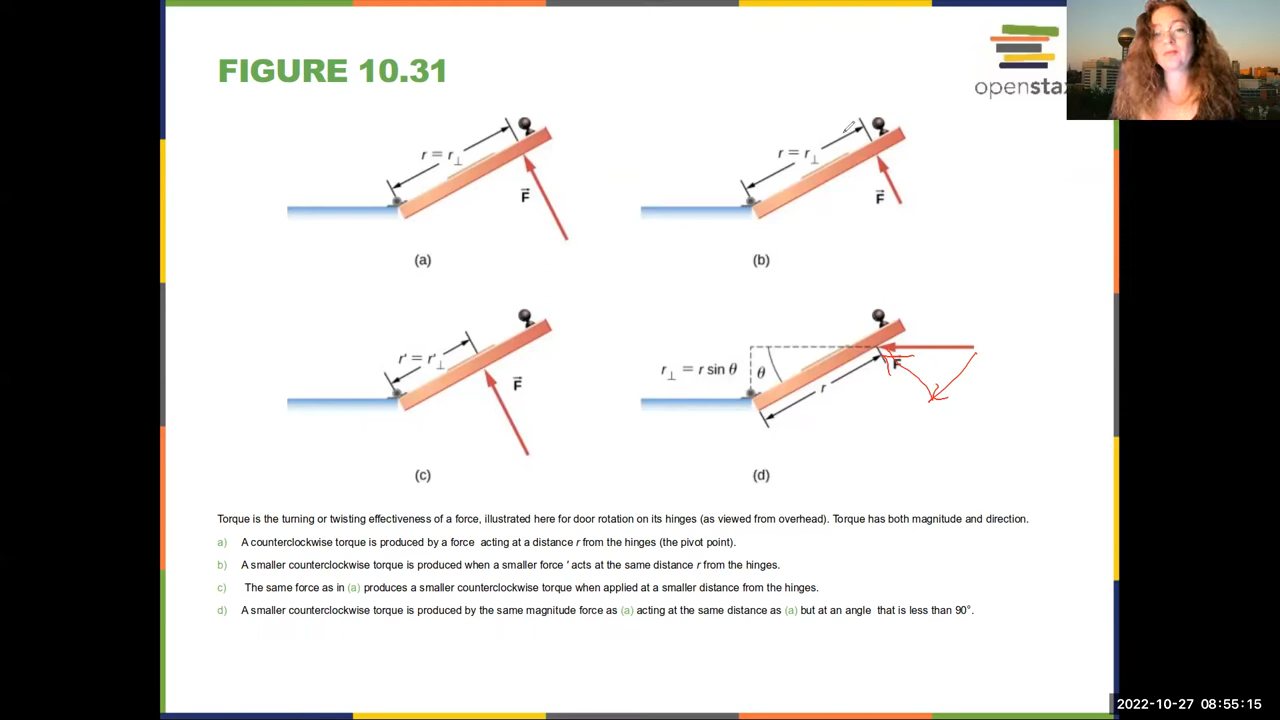 FIGURE 10.31
openstax
r = r⊥
F
(a)
r = r⊥
F
(b)
r' = r'⊥
F
(c)
r⊥ = r sin θ
θ
r
F
(d)
Torque is the turning or twisting effectiveness of a force, illustrated here for door rotation on its hinges (as viewed from overhead). Torque has both magnitude and direction.
a) A counterclockwise torque is produced by a force acting at a distance r from the hinges (the pivot point).
b) A smaller counterclockwise torque is produced when a smaller force ′ acts at the same distance r from the hinges.
c) The same force as in (a) produces a smaller counterclockwise torque when applied at a smaller distance from the hinges.
d) A smaller counterclockwise torque is produced by the same magnitude force as (a) acting at the same distance as (a) but at an angle that is less than 90°.
2022-10-27 08:55:15